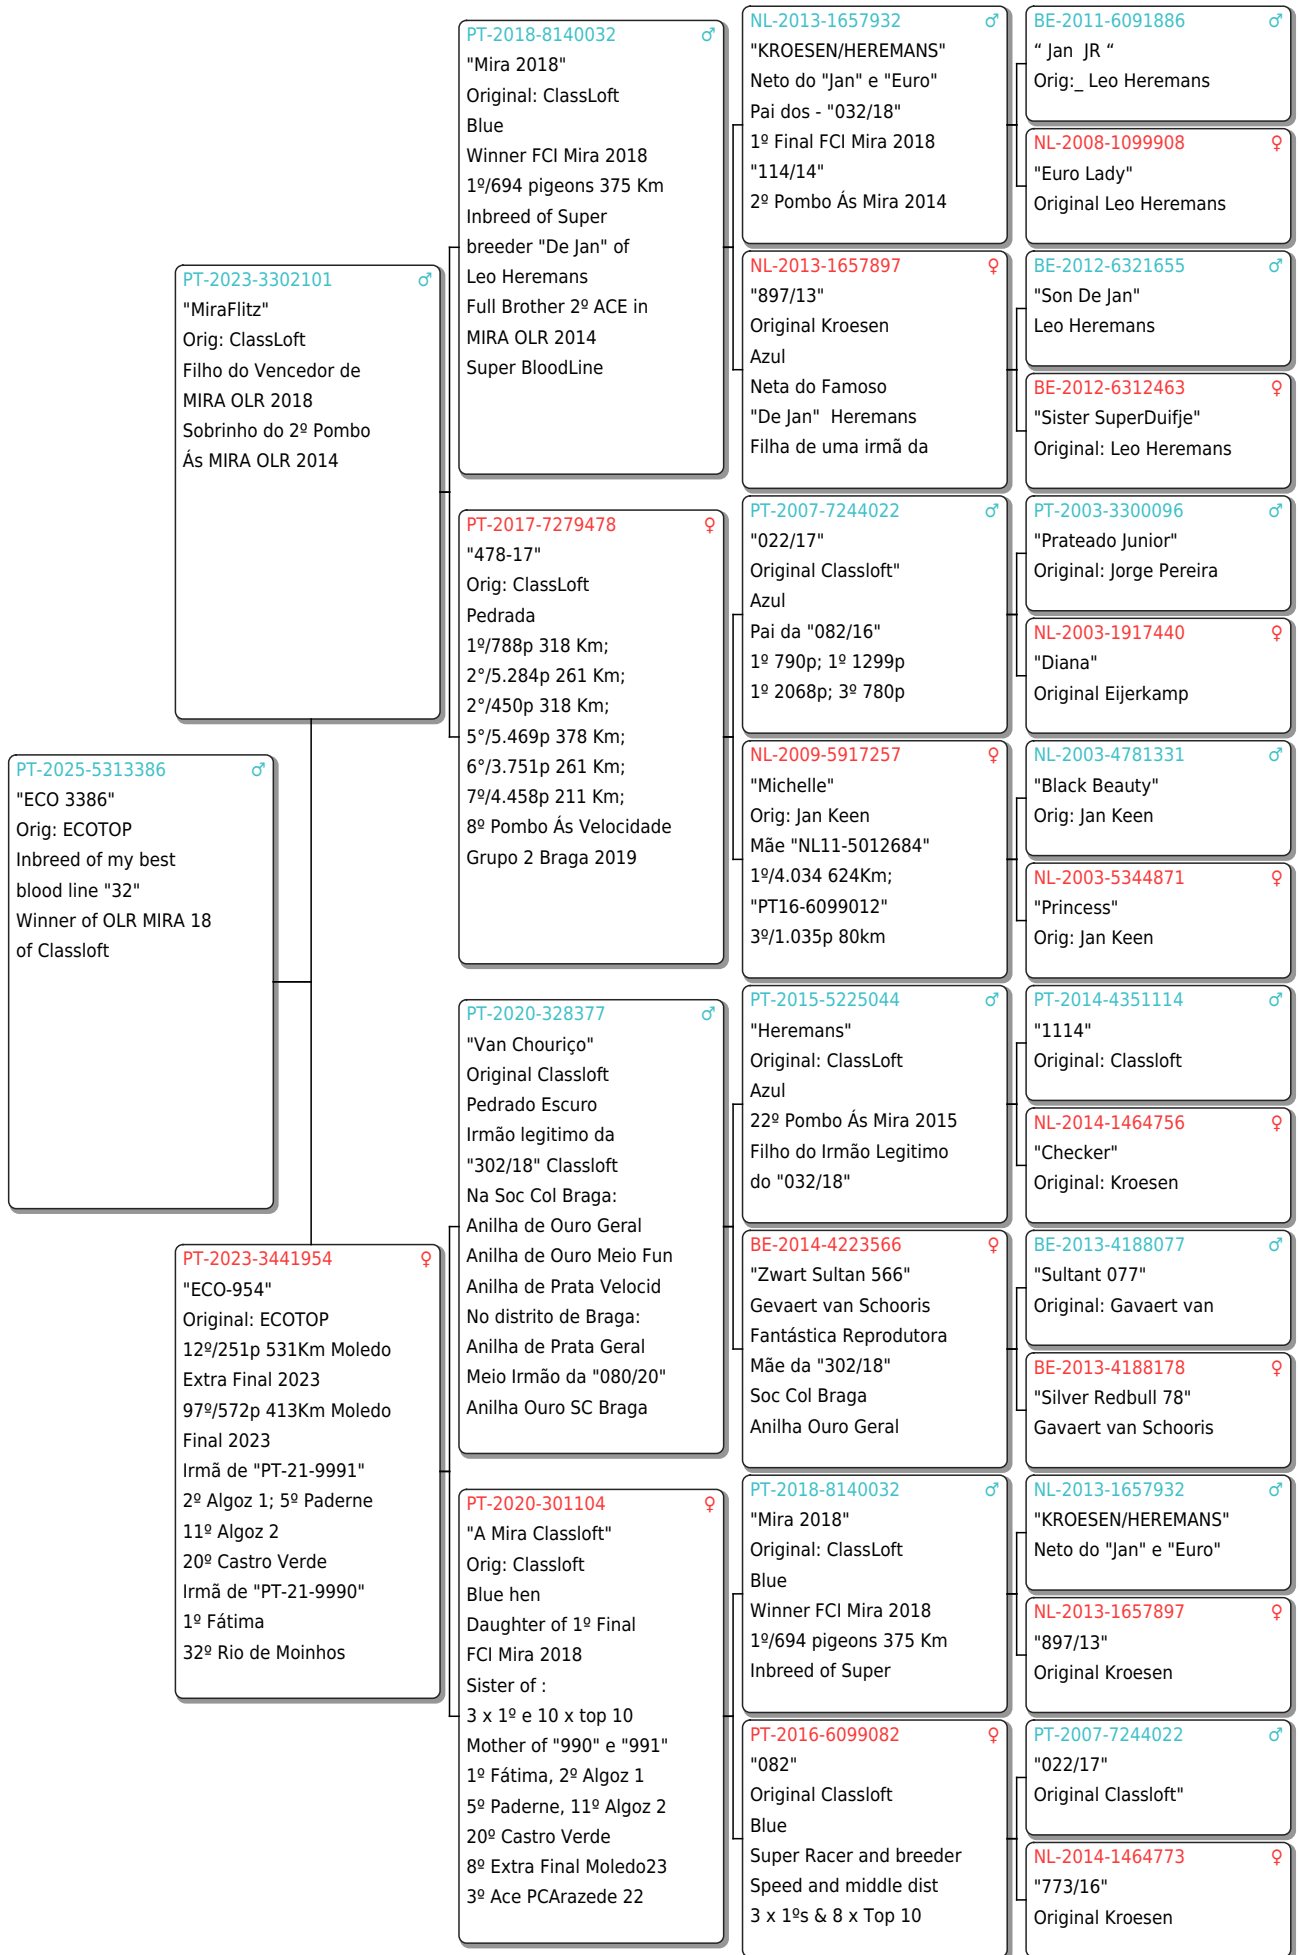 PT-2025-5313386 ♂
"ECO 3386"
Orig: ECOTOP
Inbreed of my best
blood line "32"
Winner of OLR MIRA 18
of Classloft
PT-2023-3302101 ♂
"MiraFlitz"
Orig: ClassLoft
Filho do Vencedor de
MIRA OLR 2018
Sobrinho do 2º Pombo
Ás MIRA OLR 2014
PT-2023-3441954 ♀
"ECO-954"
Original: ECOTOP
12º/251p 531Km Moledo
Extra Final 2023
97º/572p 413Km Moledo
Final 2023
Irmã de "PT-21-9991"
2º Algoz 1; 5º Paderne
11º Algoz 2
20º Castro Verde
Irmã de "PT-21-9990"
1º Fátima
32º Rio de Moinhos
PT-2018-8140032 ♂
"Mira 2018"
Original: ClassLoft
Blue
Winner FCI Mira 2018
1º/694 pigeons 375 Km
Inbreed of Super
breeder "De Jan" of
Leo Heremans
Full Brother 2º ACE in
MIRA OLR 2014
Super BloodLine
PT-2017-7279478 ♀
"478-17"
Orig: ClassLoft
Pedrada
1º/788p 318 Km;
2°/5.284p 261 Km;
2°/450p 318 Km;
5°/5.469p 378 Km;
6°/3.751p 261 Km;
7º/4.458p 211 Km;
8º Pombo Ás Velocidade
Grupo 2 Braga 2019
PT-2020-328377 ♂
"Van Chouriço"
Original Classloft
Pedrado Escuro
Irmão legitimo da
"302/18" Classloft
Na Soc Col Braga:
Anilha de Ouro Geral
Anilha de Ouro Meio Fun
Anilha de Prata Velocid
No distrito de Braga:
Anilha de Prata Geral
Meio Irmão da "080/20"
Anilha Ouro SC Braga
PT-2020-301104 ♀
"A Mira Classloft"
Orig: Classloft
Blue hen
Daughter of 1º Final
FCI Mira 2018
Sister of :
3 x 1º e 10 x top 10
Mother of "990" e "991"
1º Fátima, 2º Algoz 1
5º Paderne, 11º Algoz 2
20º Castro Verde
8º Extra Final Moledo23
3º Ace PCArazede 22
NL-2013-1657932 ♂
"KROESEN/HEREMANS"
Neto do "Jan" e "Euro"
Pai dos - "032/18"
1º Final FCI Mira 2018
"114/14"
2º Pombo Ás Mira 2014
NL-2013-1657897 ♀
"897/13"
Original Kroesen
Azul
Neta do Famoso
"De Jan"  Heremans
Filha de uma irmã da
PT-2007-7244022 ♂
"022/17"
Original Classloft"
Azul
Pai da "082/16"
1º 790p; 1º 1299p
1º 2068p; 3º 780p
NL-2009-5917257 ♀
"Michelle"
Orig: Jan Keen
Mãe "NL11-5012684"
1º/4.034 624Km;
"PT16-6099012"
3º/1.035p 80km
PT-2015-5225044 ♂
"Heremans"
Original: ClassLoft
Azul
22º Pombo Ás Mira 2015
Filho do Irmão Legitimo
do "032/18"
BE-2014-4223566 ♀
"Zwart Sultan 566"
Gevaert van Schooris
Fantástica Reprodutora
Mãe da "302/18"
Soc Col Braga
Anilha Ouro Geral
PT-2018-8140032 ♂
"Mira 2018"
Original: ClassLoft
Blue
Winner FCI Mira 2018
1º/694 pigeons 375 Km
Inbreed of Super
PT-2016-6099082 ♀
"082"
Original Classloft
Blue
Super Racer and breeder
Speed and middle dist
3 x 1ºs & 8 x Top 10
BE-2011-6091886 ♂
“ Jan  JR “
Orig:_ Leo Heremans
NL-2008-1099908 ♀
"Euro Lady"
Original Leo Heremans
BE-2012-6321655 ♂
"Son De Jan"
Leo Heremans
BE-2012-6312463 ♀
"Sister SuperDuifje"
Original: Leo Heremans
PT-2003-3300096 ♂
"Prateado Junior"
Original: Jorge Pereira
NL-2003-1917440 ♀
"Diana"
Original Eijerkamp
NL-2003-4781331 ♂
"Black Beauty"
Orig: Jan Keen
NL-2003-5344871 ♀
"Princess"
Orig: Jan Keen
PT-2014-4351114 ♂
"1114"
Original: Classloft
NL-2014-1464756 ♀
"Checker"
Original: Kroesen
BE-2013-4188077 ♂
"Sultant 077"
Original: Gavaert van
BE-2013-4188178 ♀
"Silver Redbull 78"
Gavaert van Schooris
NL-2013-1657932 ♂
"KROESEN/HEREMANS"
Neto do "Jan" e "Euro"
NL-2013-1657897 ♀
"897/13"
Original Kroesen
PT-2007-7244022 ♂
"022/17"
Original Classloft"
NL-2014-1464773 ♀
"773/16"
Original Kroesen